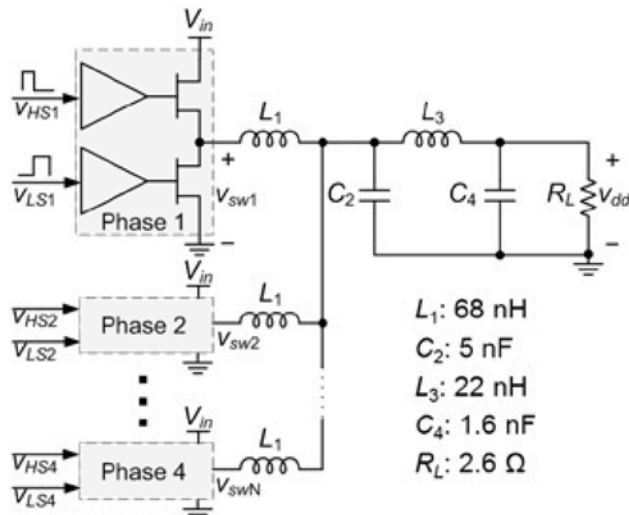 V_in
v_HS1
v_LS1
Phase 1
+
v_sw1
−
L_1
L_3
C_2
C_4
R_L
+
v_dd
−
V_in
v_HS2
v_LS2
Phase 2
v_sw2
L_1
V_in
v_HS4
v_LS4
Phase 4
v_swN
L_1
L_1: 68 nH
C_2: 5 nF
L_3: 22 nH
C_4: 1.6 nF
R_L: 2.6 Ω